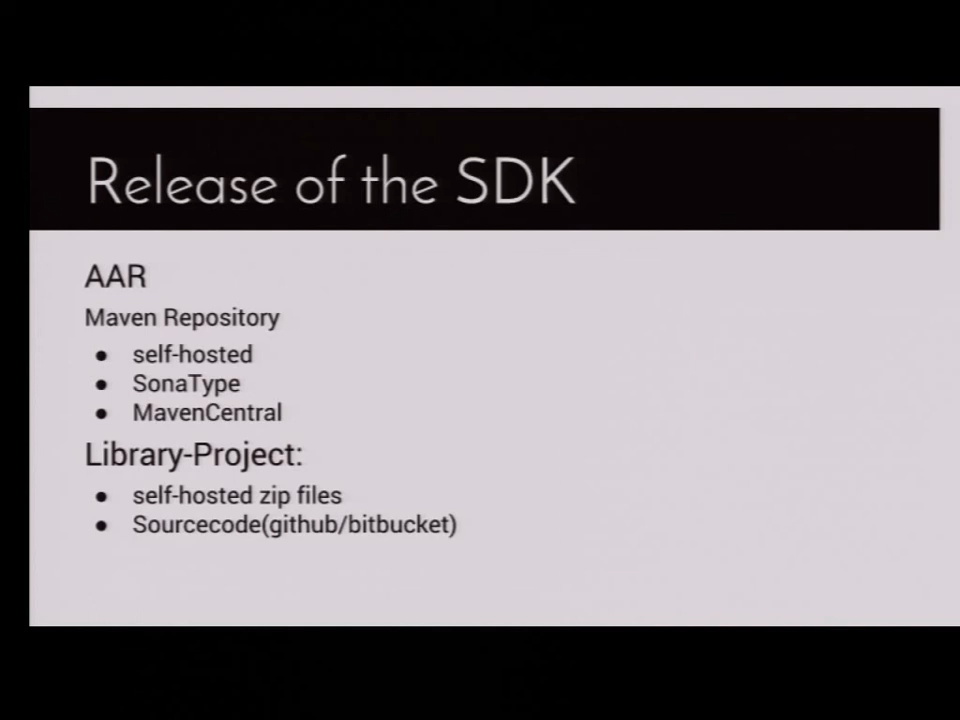 Release of the SDK
AAR
Maven Repository
● self-hosted
● SonaType
● MavenCentral
Library-Project:
● self-hosted zip files
● Sourcecode(github/bitbucket)